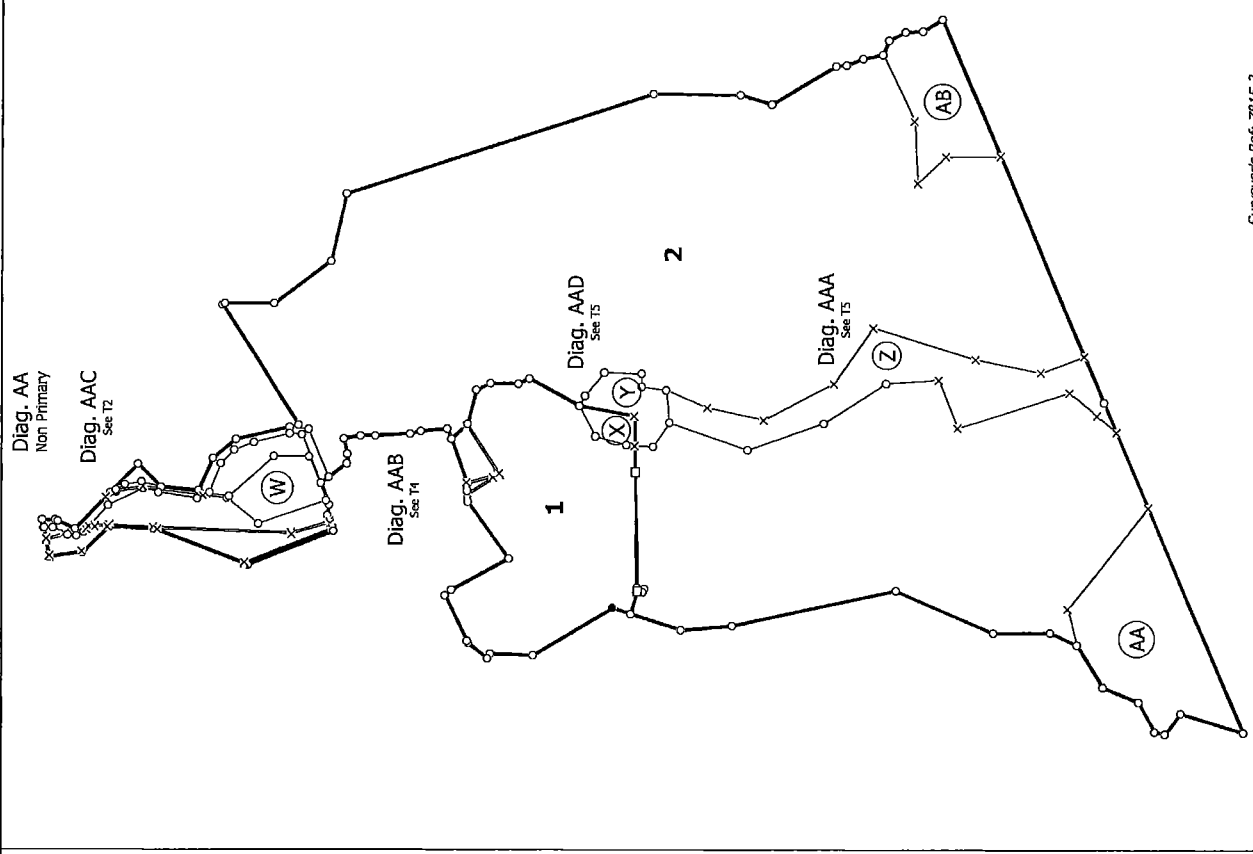 Diag. AA
Non Primary
Diag. AAC
See T2
W
Diag. AAB
See T4
Diag. AAD
See T5
X
Y
1
2
Diag. AAA
See T5
Z
AB
AA